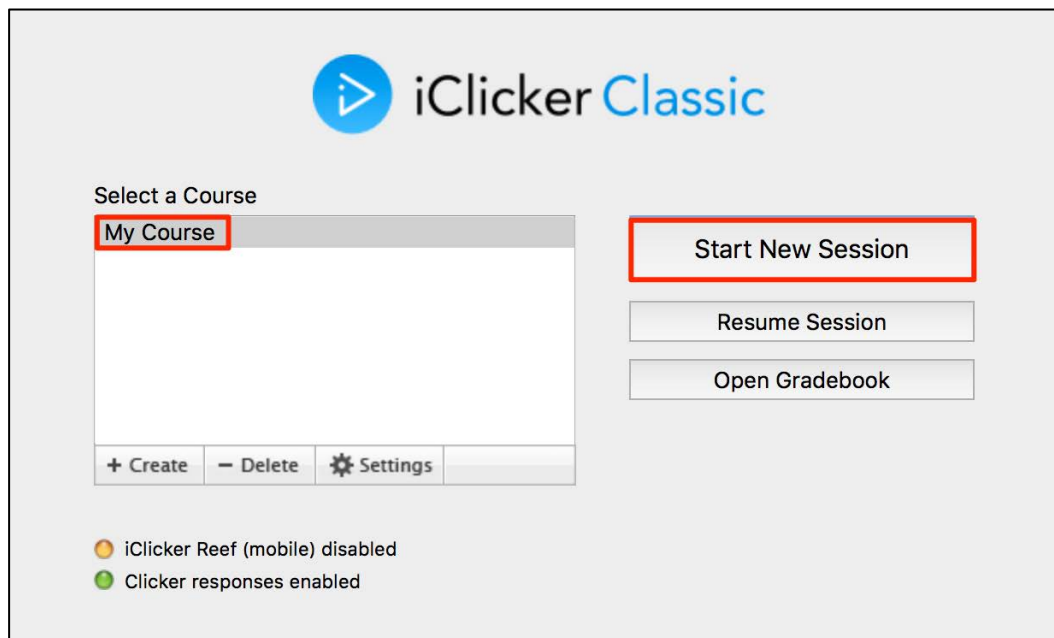 iClicker Classic
Select a Course
My Course
Start New Session
Resume Session
Open Gradebook
+ Create − Delete Settings
iClicker Reef (mobile) disabled
Clicker responses enabled